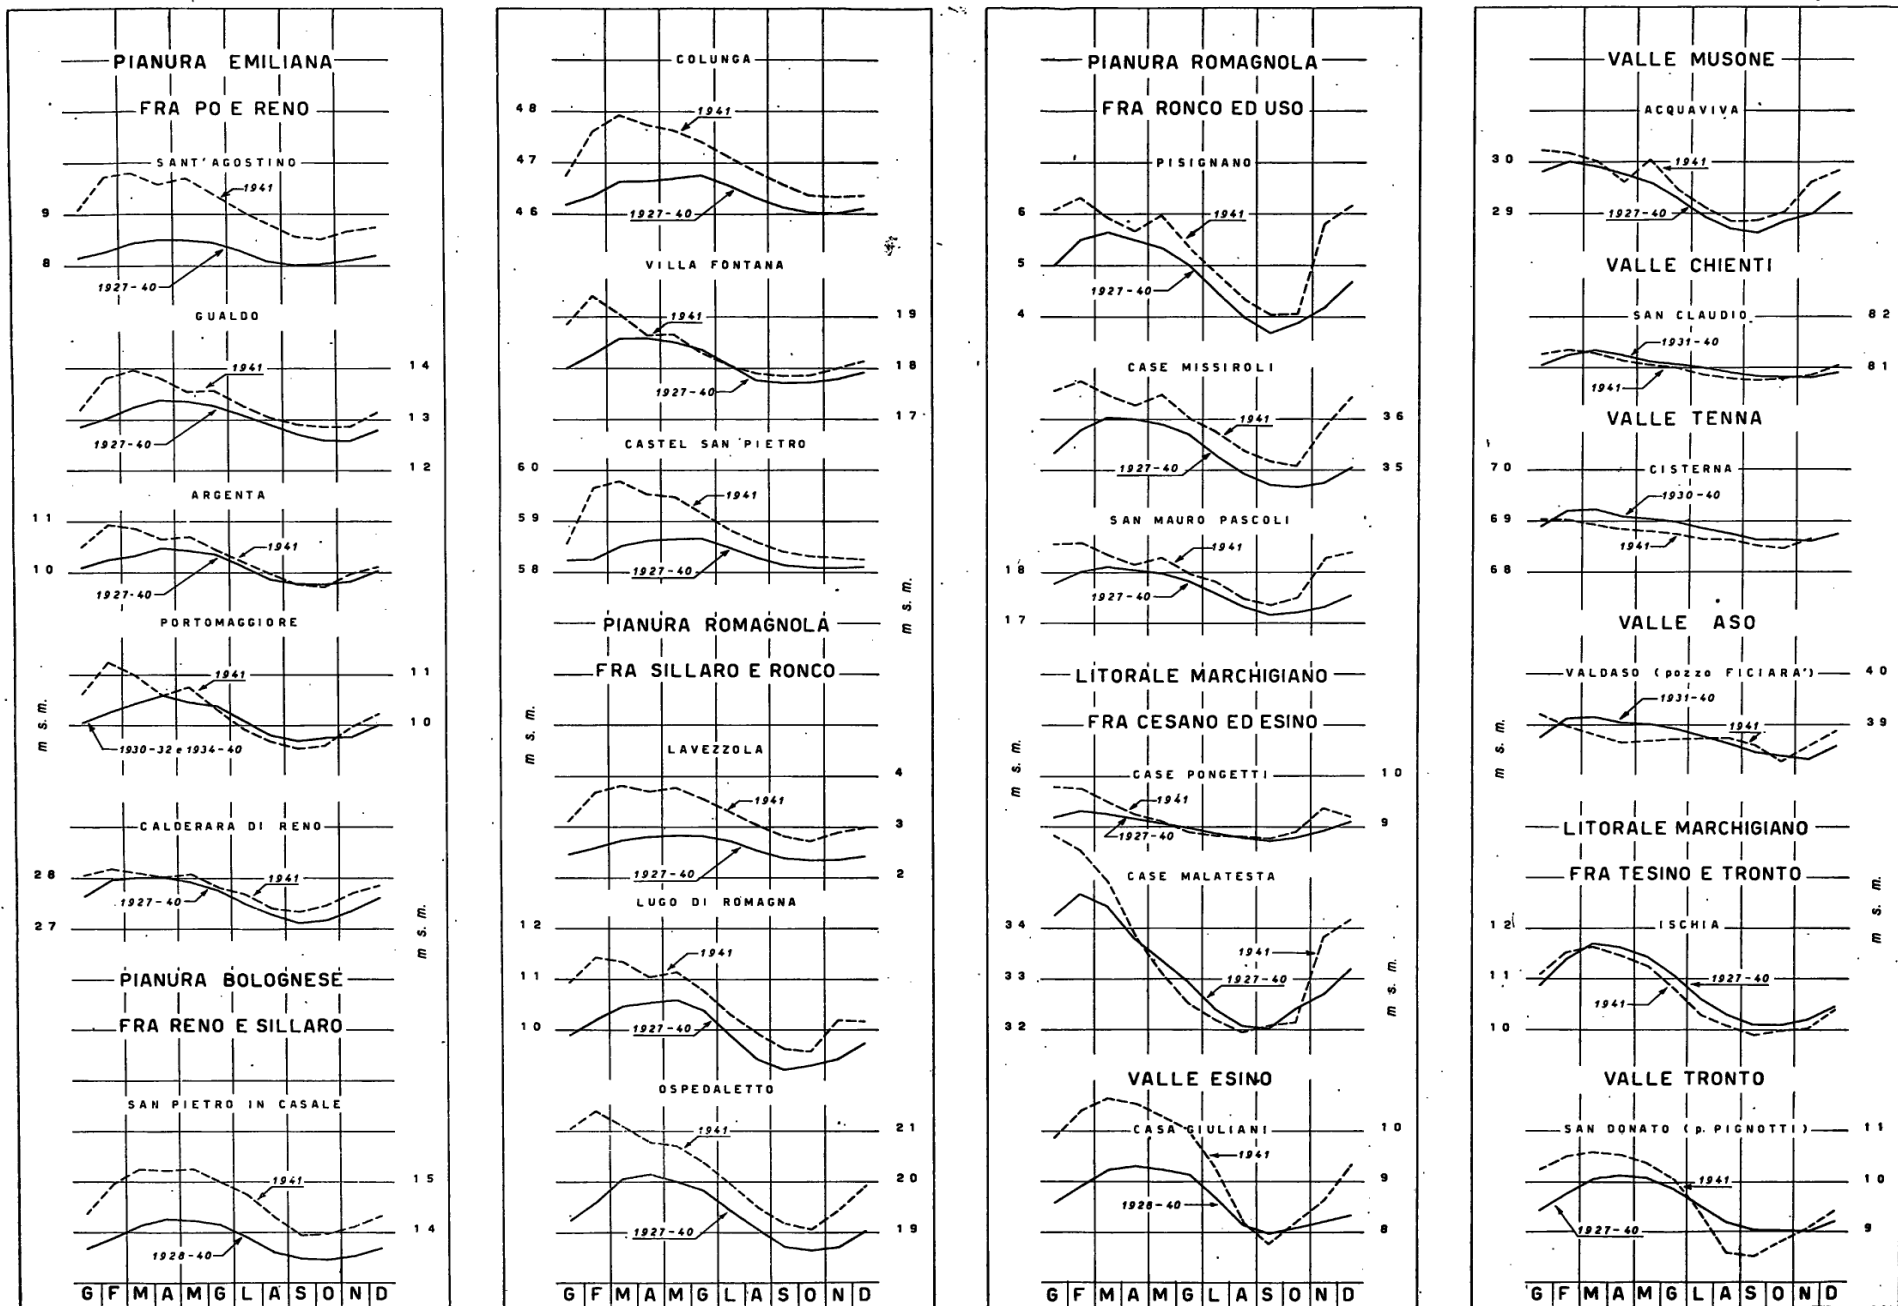 PIANURA EMILIANA
FRA PO E RENO
SANT'AGOSTINO
1941
9
8
1927-40
GUALDO
14
1941
13
1927-40
12
ARGENTA
11
1941
10
1927-40
PORTOMAGGIORE
11
1941
10
m s. m.
1930-32 e 1934-40
CALDERARA DI RENO
28
1941
1927-40
27
m s. m.
PIANURA BOLOGNESE
FRA RENO E SILLARO
SAN PIETRO IN CASALE
15
1941
14
1928-40
G F M A M G L A S O N D
COLUNGA
48
1941
47
46
1927-40
VILLA FONTANA
19
1941
18
1927-40
17
CASTEL SAN PIETRO
60
1941
59
58
1927-40
m s. m.
PIANURA ROMAGNOLA
FRA SILLARO E RONCO
m s. m.
LAVEZZOLA
4
1941
3
1927-40
2
LUGO DI ROMAGNA
12
1941
11
10
1927-40
OSPEDALETTO
21
1941
20
1927-40
19
G F M A M G L A S O N D
PIANURA ROMAGNOLA
FRA RONCO ED USO
PISIGNANO
6
1941
5
1927-40
4
CASE MISSIROLI
1941
36
1927-40
35
SAN MAURO PASCOLI
1941
18
1927-40
17
LITORALE MARCHIGIANO
FRA CESANO ED ESINO
m s. m.
CASE PONGETTI
10
1941
9
1927-40
CASE MALATESTA
34
1941
33
1927-40
m s. m.
32
VALLE ESINO
CASA GIULIANI
10
1941
9
1928-40
8
G F M A M G L A S O N D
VALLE MUSONE
ACQUAVIVA
30
1941
29
1927-40
VALLE CHIENTI
SAN CLAUDIO
82
1931-40
81
1941
VALLE TENNA
70
CISTERNA
1930-40
69
1941
68
VALLE ASO
VALDASO (pozzo FICIARA')
40
1931-40
39
1941
m s. m.
LITORALE MARCHIGIANO
FRA TESINO E TRONTO
m s. m.
12
ISCHIA
11
1927-40
1941
10
VALLE TRONTO
SAN DONATO (p. PIGNOTTI)
11
1941
10
1927-40
9
G F M A M G L A S O N D